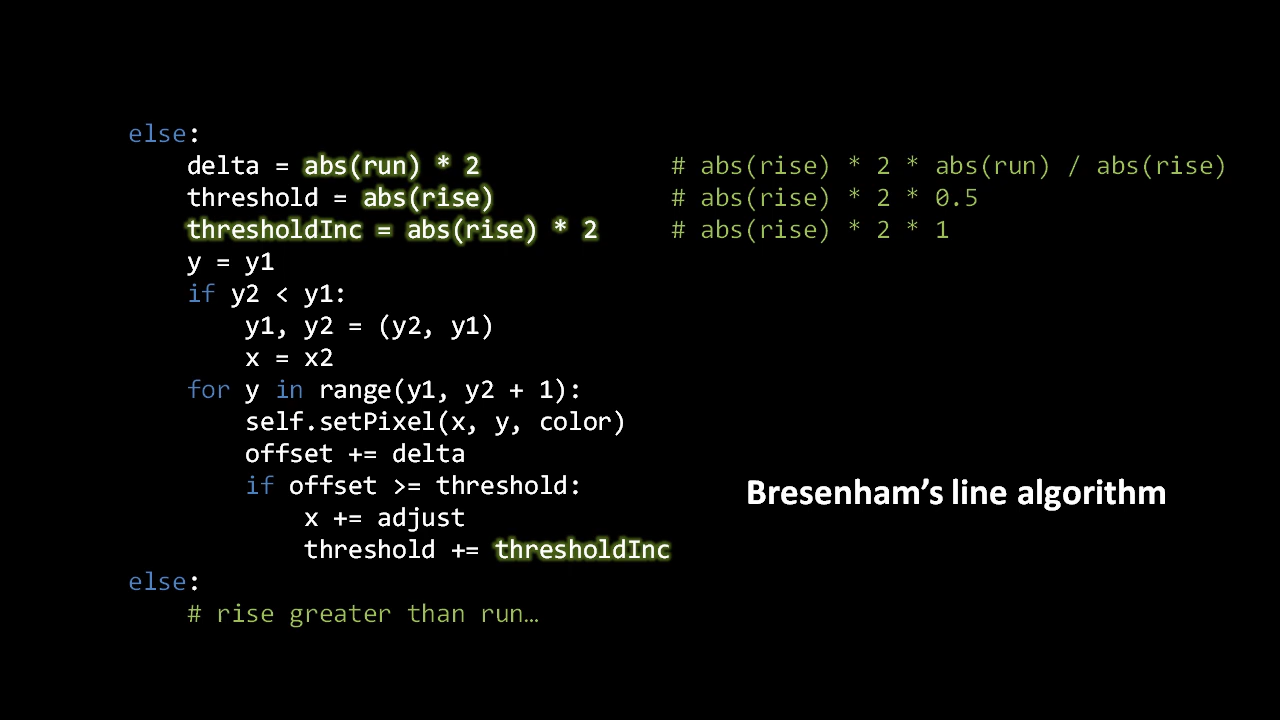 else:
    delta = abs(run) * 2             # abs(rise) * 2 * abs(run) / abs(rise)
    threshold = abs(rise)            # abs(rise) * 2 * 0.5
    thresholdInc = abs(rise) * 2     # abs(rise) * 2 * 1
    y = y1
    if y2 < y1:
        y1, y2 = (y2, y1)
        x = x2
    for y in range(y1, y2 + 1):
        self.setPixel(x, y, color)
        offset += delta
        if offset >= threshold:
            x += adjust
            threshold += thresholdInc
else:
    # rise greater than run…
Bresenham’s line algorithm